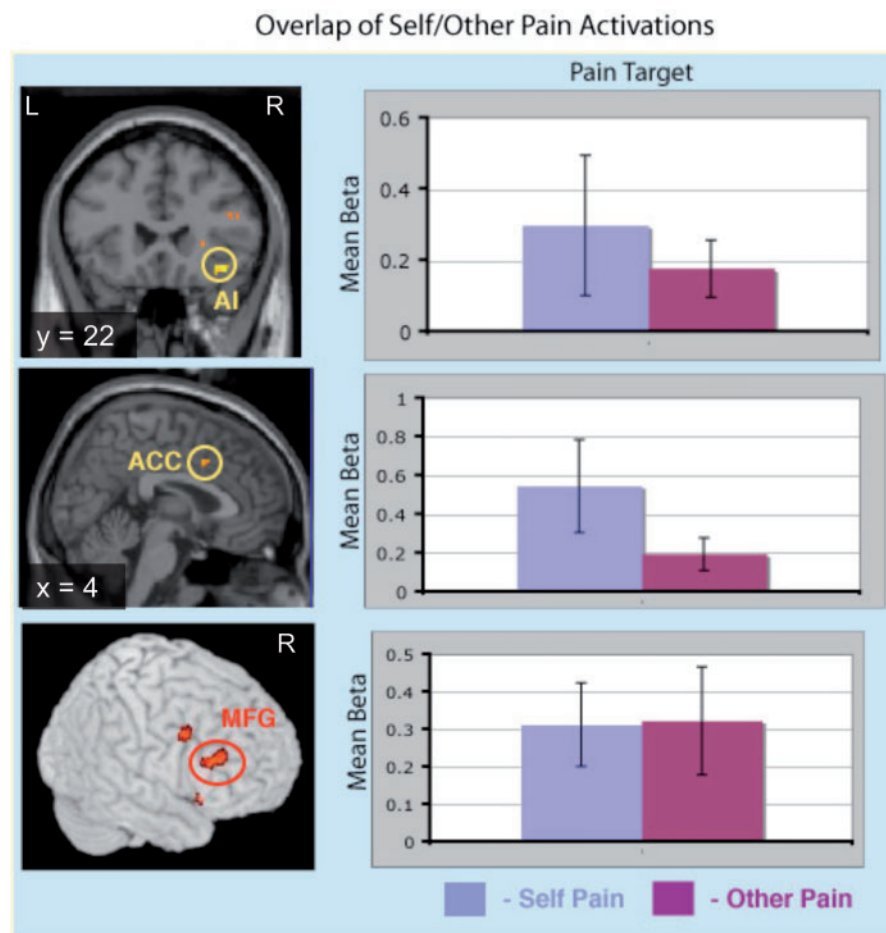 Overlap of Self/Other Pain Activations
Pain Target
L R
AI
y = 22
Mean Beta
0.6
0.4
0.2
0
ACC
x = 4
Mean Beta
1
0.8
0.6
0.4
0.2
0
R
MFG
Mean Beta
0.5
0.4
0.3
0.2
0.1
0
- Self Pain - Other Pain